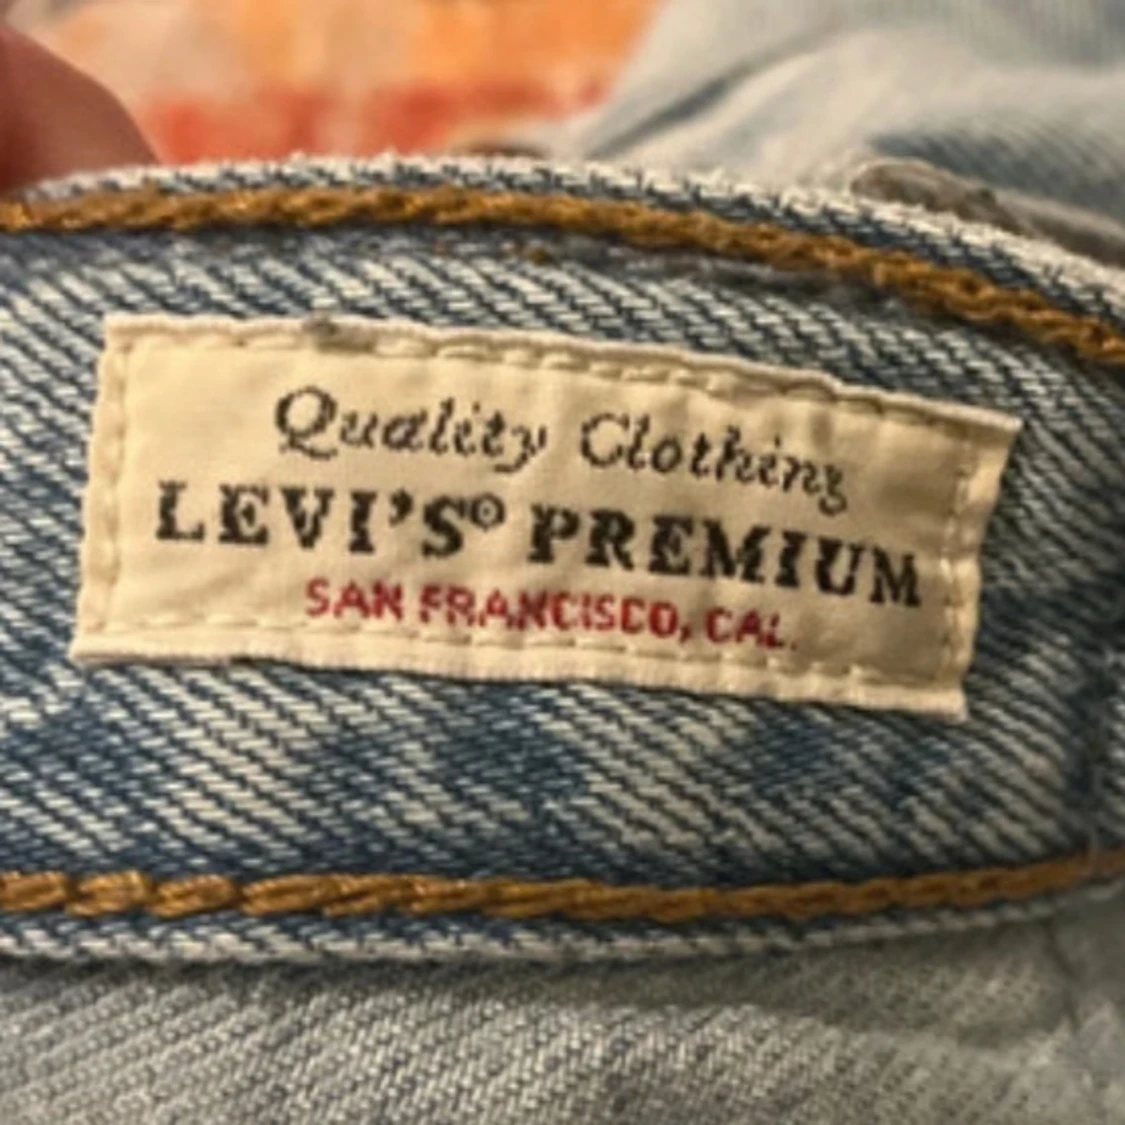 Quality Clothing
LEVI'S® PREMIUM
SAN FRANCISCO, CAL.